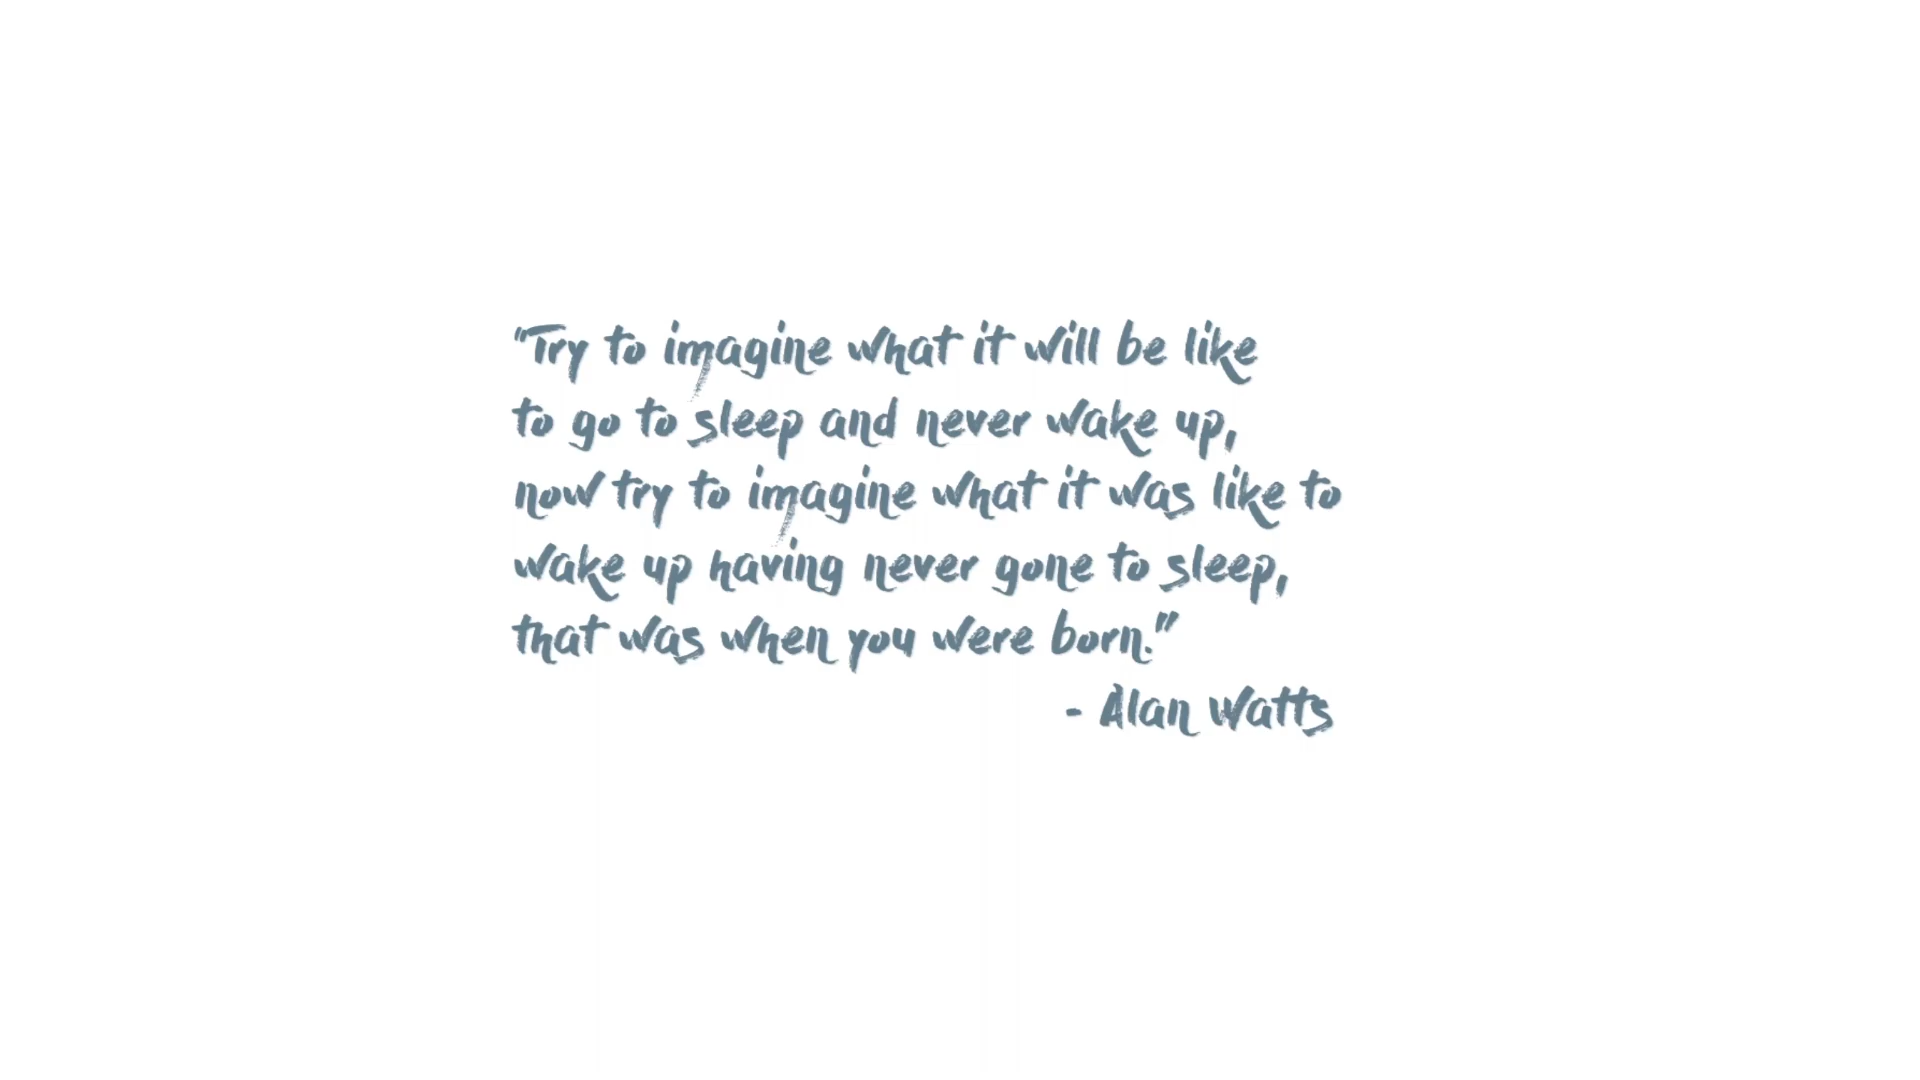 "Try to imagine what it will be like
to go to sleep and never wake up,
now try to imagine what it was like to
wake up having never gone to sleep,
that was when you were born."
- Alan Watts